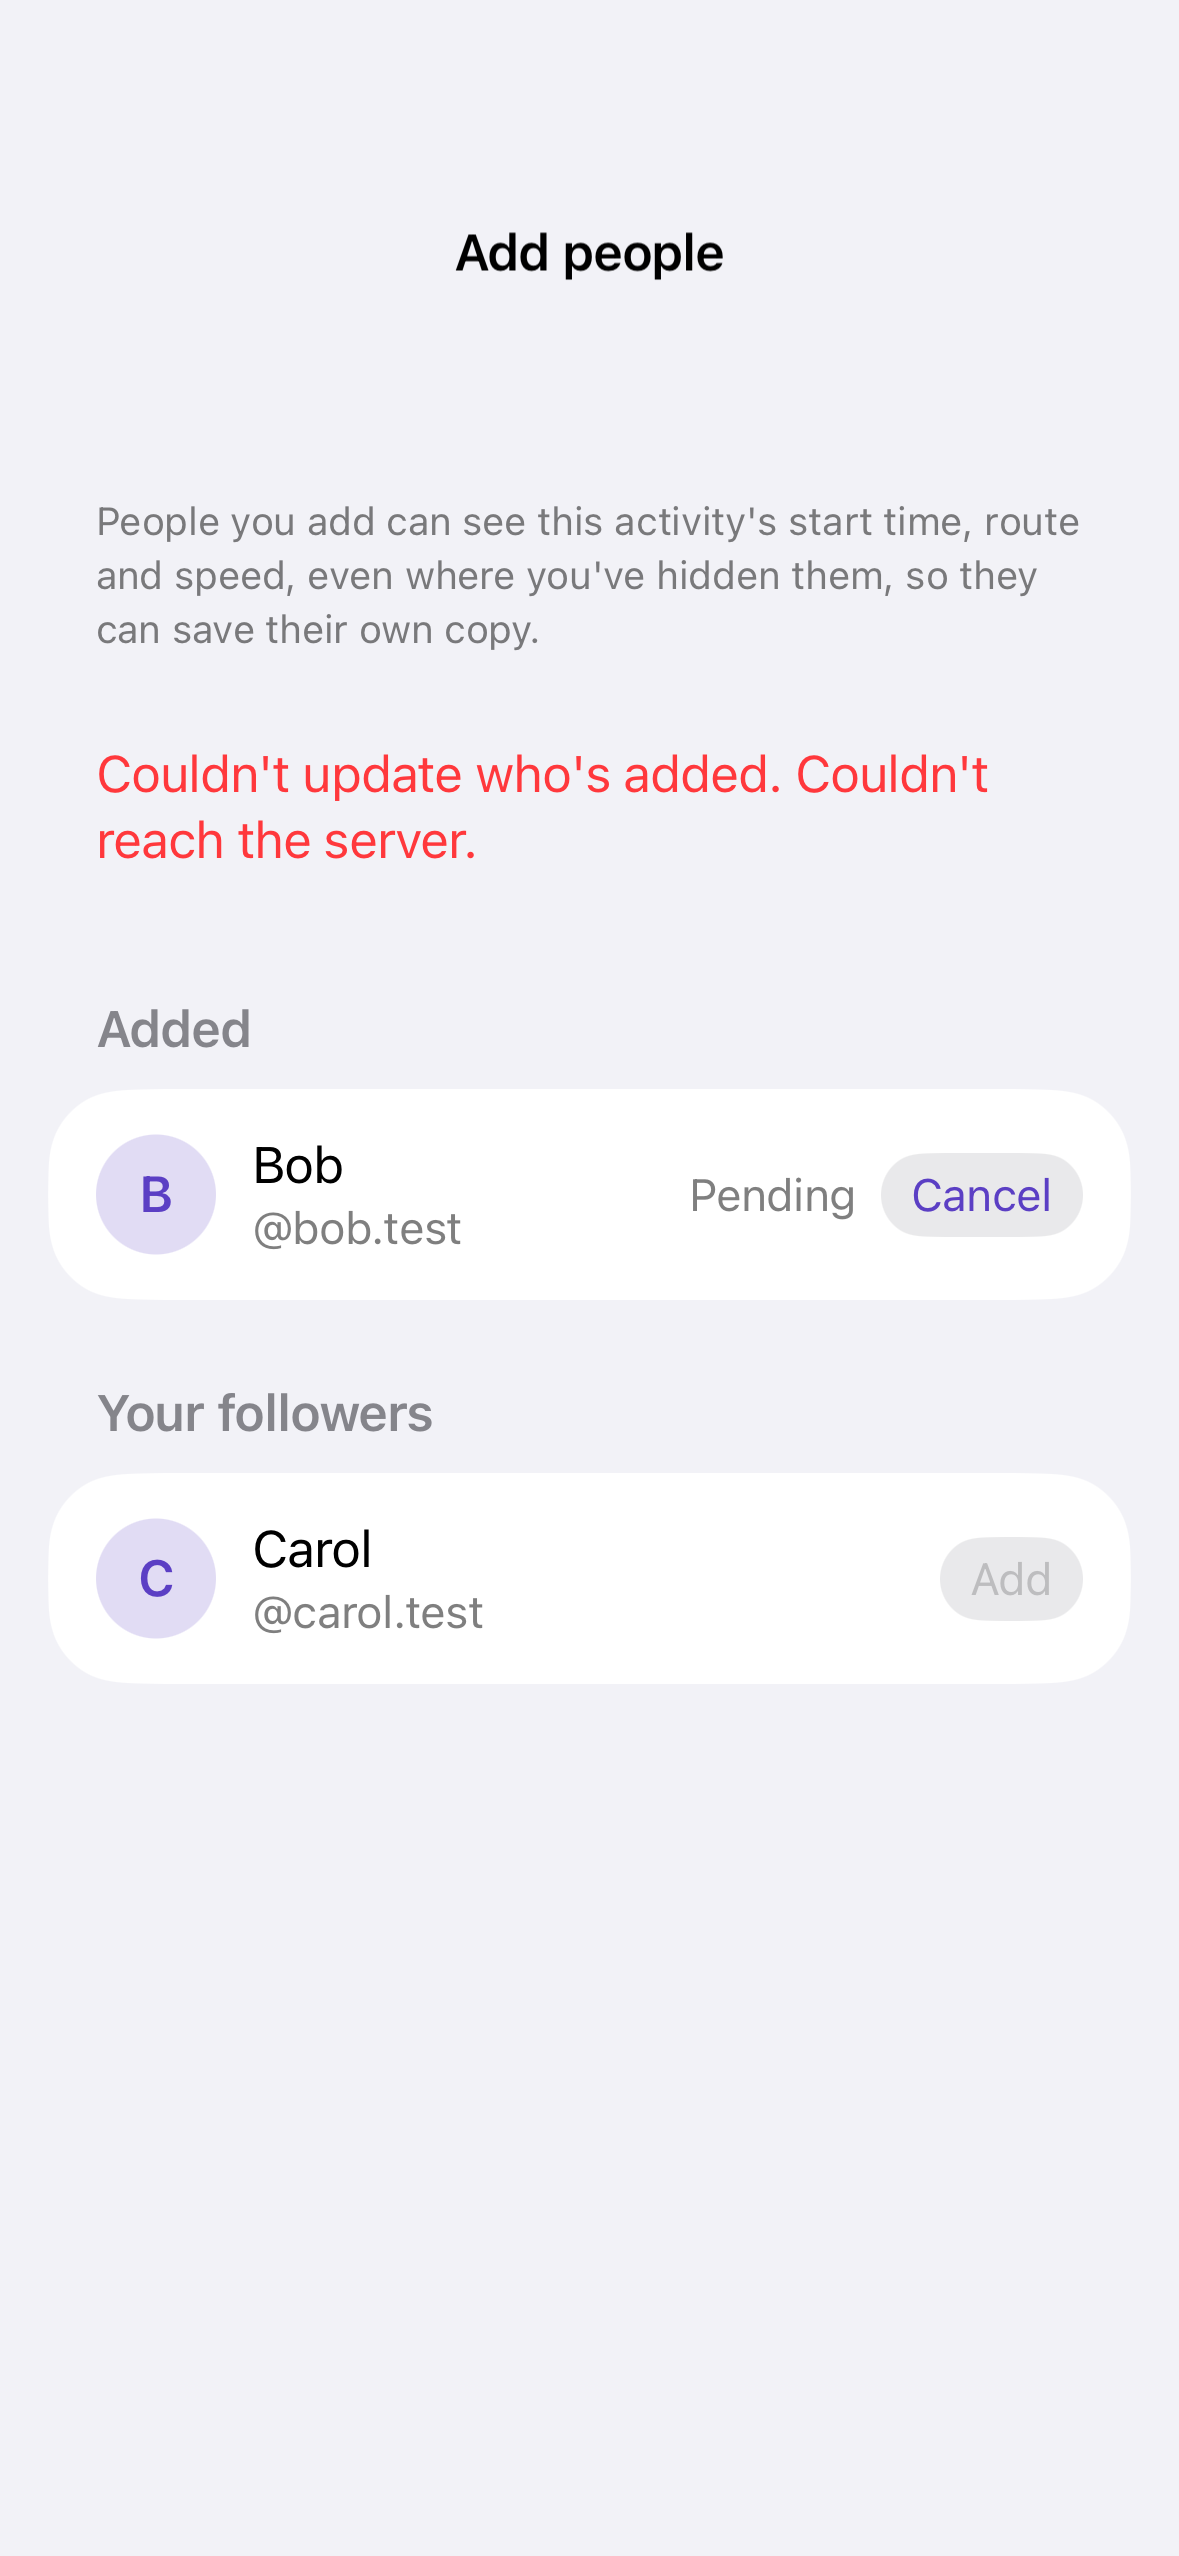 Add people
People you add can see this activity's start time, route
and speed, even where you've hidden them, so they
can save their own copy.
Couldn't update who's added. Couldn't
reach the server.
Added
B
Bob
@bob.test
Pending
Cancel
Your followers
C
Carol
@carol.test
Add